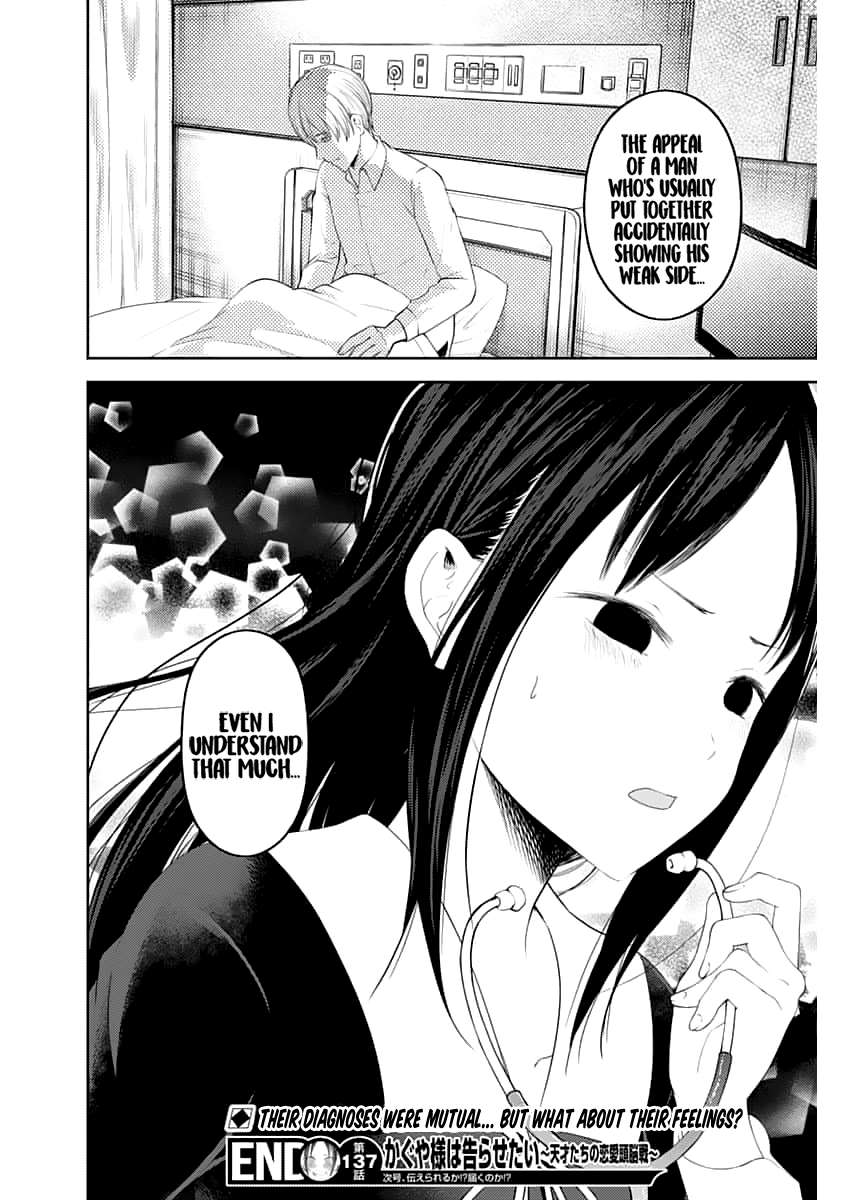 THE APPEAL
OF A MAN
WHO'S USUALLY
PUT TOGETHER
ACCIDENTALLY
SHOWING HIS
WEAK SIDE...
EVEN I
UNDERSTAND
THAT MUCH...
THEIR DIAGNOSES WERE MUTUAL... BUT WHAT ABOUT THEIR FEELINGS?
END 第137話 かぐや様は告らせたい〜天才たちの恋愛頭脳戦〜
次号、伝えられるか!?届くのか!?